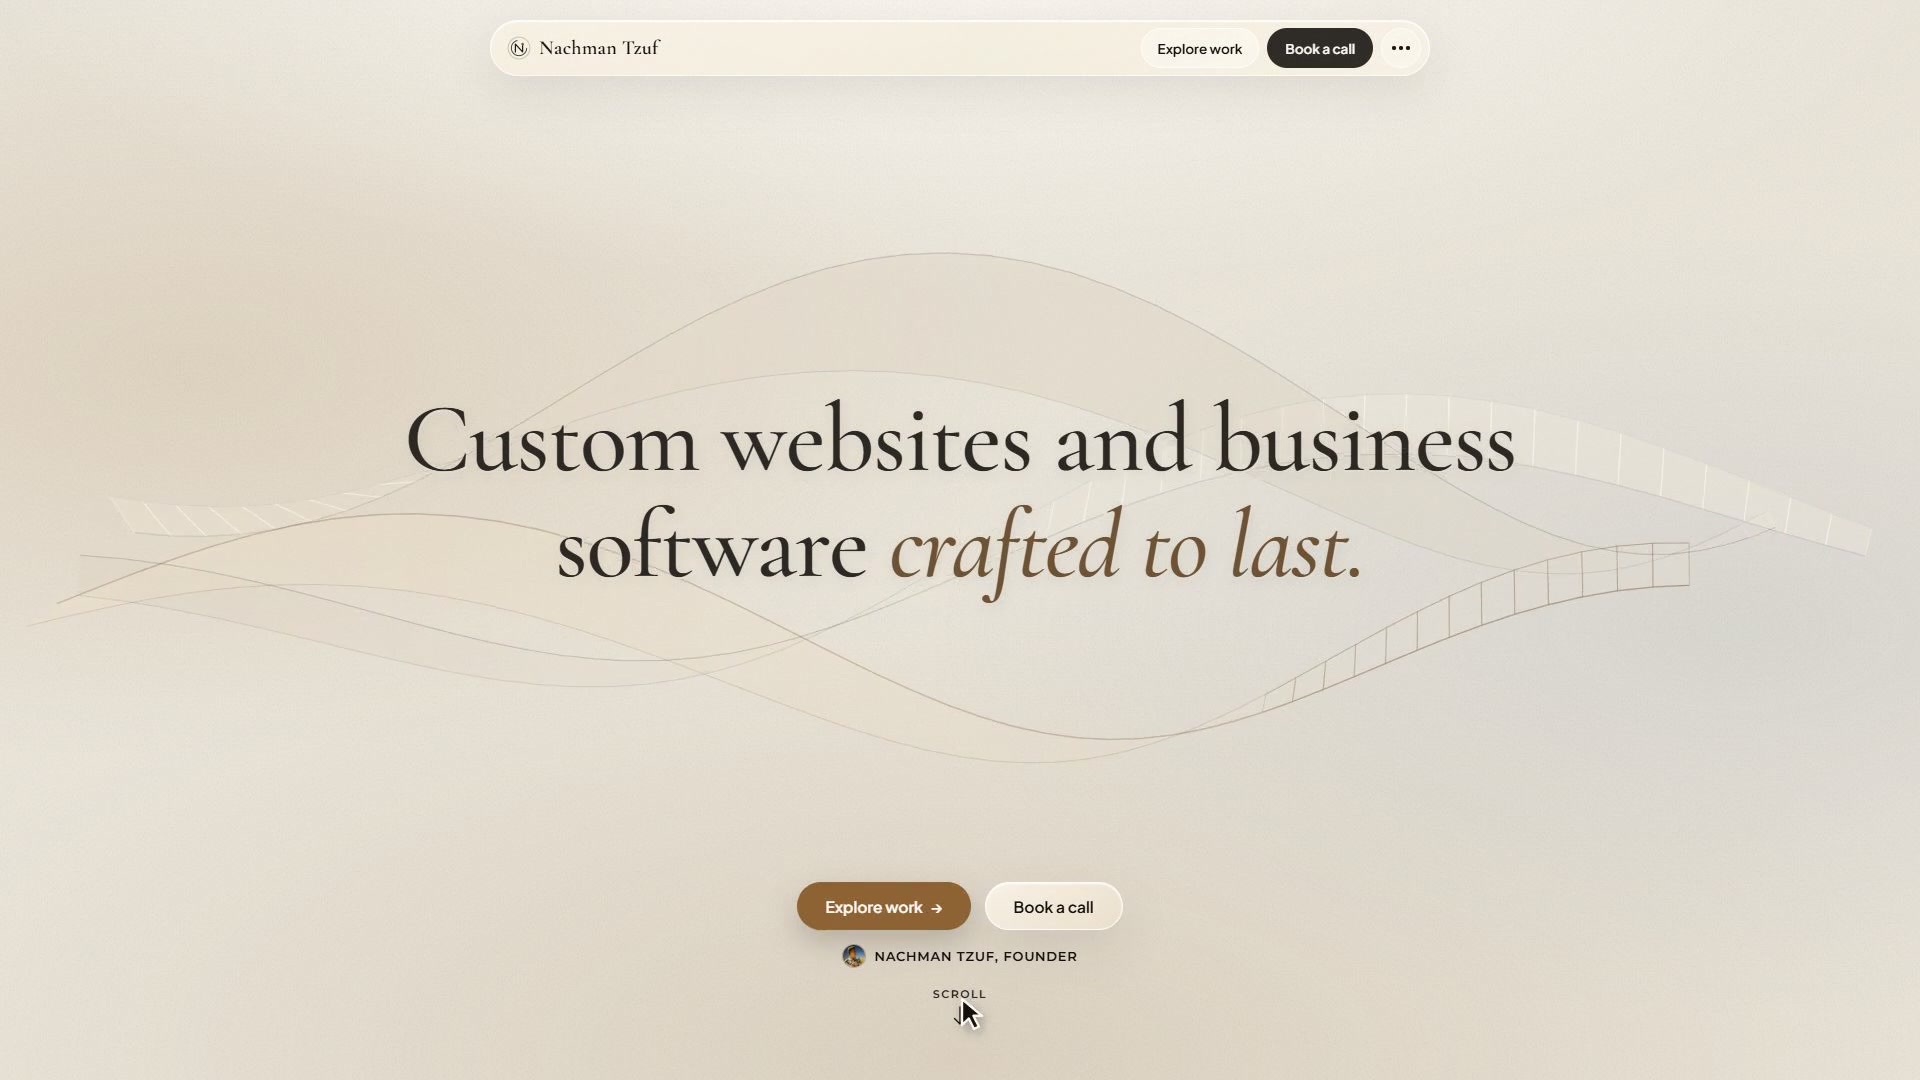 Nachman Tzuf
Explore work
Book a call
Custom websites and business
software crafted to last.
Explore work →
Book a call
NACHMAN TZUF, FOUNDER
SCROLL